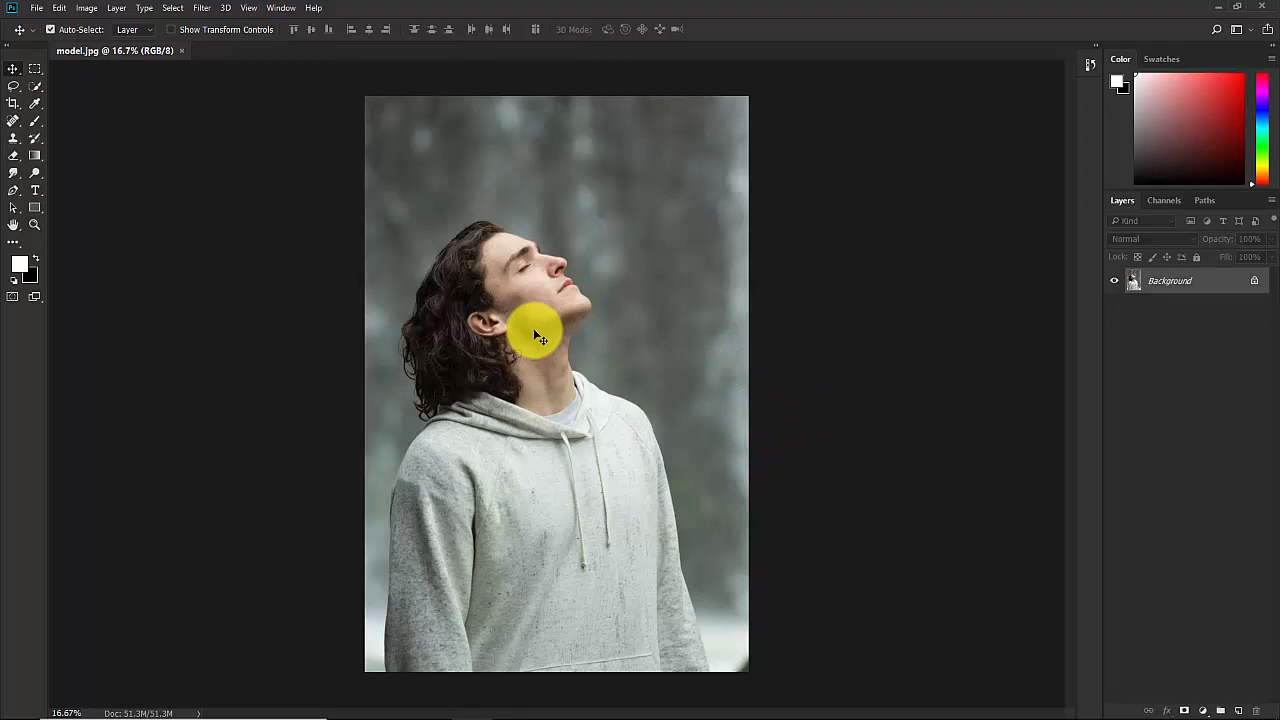 Ps File Edit Image Layer Type Select Filter 3D View Window Help
Auto-Select: Layer Show Transform Controls 3D Mode:
model.jpg @ 16.7% (RGB/8) ×
Color Swatches
Layers Channels Paths
Kind
Normal Opacity: 100%
Lock: Fill: 100%
Background
16.67% Doc: 51.3M/51.3M